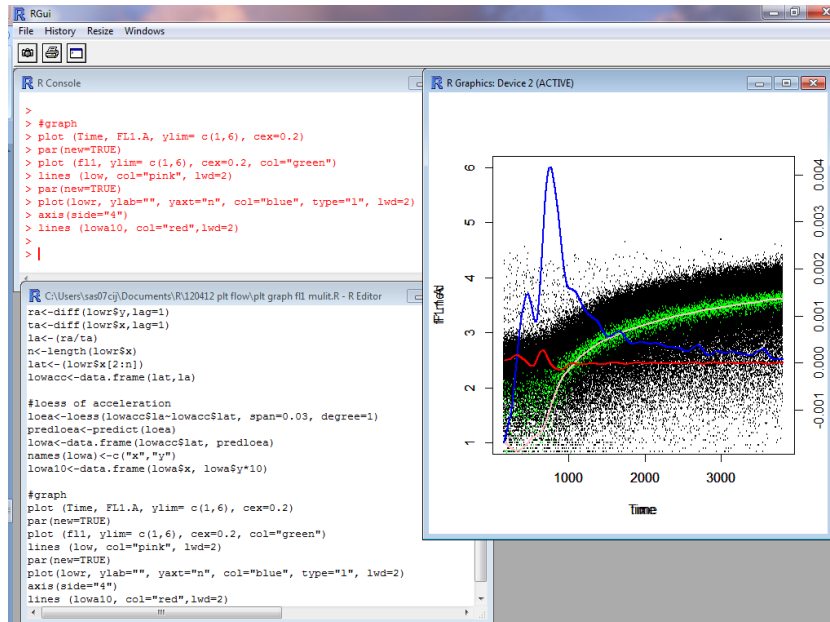 RGui
File History Resize Windows
R Console
>
> #graph
> plot (Time, FL1.A, ylim= c(1,6), cex=0.2)
> par(new=TRUE)
> plot (fl1, ylim= c(1,6), cex=0.2, col="green")
> lines (low, col="pink", lwd=2)
> par(new=TRUE)
> plot(lowr, ylab="", yaxt="n", col="blue", type="l", lwd=2)
> axis(side="4")
> lines (lowa10, col="red",lwd=2)
>
>
C:\Users\sas07cij\Documents\R\120412 plt flow\plt graph fl1 mulit.R - R Editor
ra<-diff(lowr$y,lag=1)
ta<-diff(lowr$x,lag=1)
la<-(ra/ta)
n<-length(lowr$x)
lat<-(lowr$x[2:n])
lowacc<-data.frame(lat,la)
#loess of acceleration
loea<-loess(lowacc$la~lowacc$lat, span=0.03, degree=1)
predloea<-predict(loea)
lowa<-data.frame(lowacc$lat, predloea)
names(lowa)<-c("x","y")
lowa10<-data.frame(lowa$x, lowa$y*10)
#graph
plot (Time, FL1.A, ylim= c(1,6), cex=0.2)
par(new=TRUE)
plot (fl1, ylim= c(1,6), cex=0.2, col="green")
lines (low, col="pink", lwd=2)
par(new=TRUE)
plot(lowr, ylab="", yaxt="n", col="blue", type="l", lwd=2)
axis(side="4")
lines (lowa10, col="red",lwd=2)
R Graphics: Device 2 (ACTIVE)
6
5
4
3
2
1
0.004
0.003
0.002
0.001
0.000
-0.001
1000 2000 3000